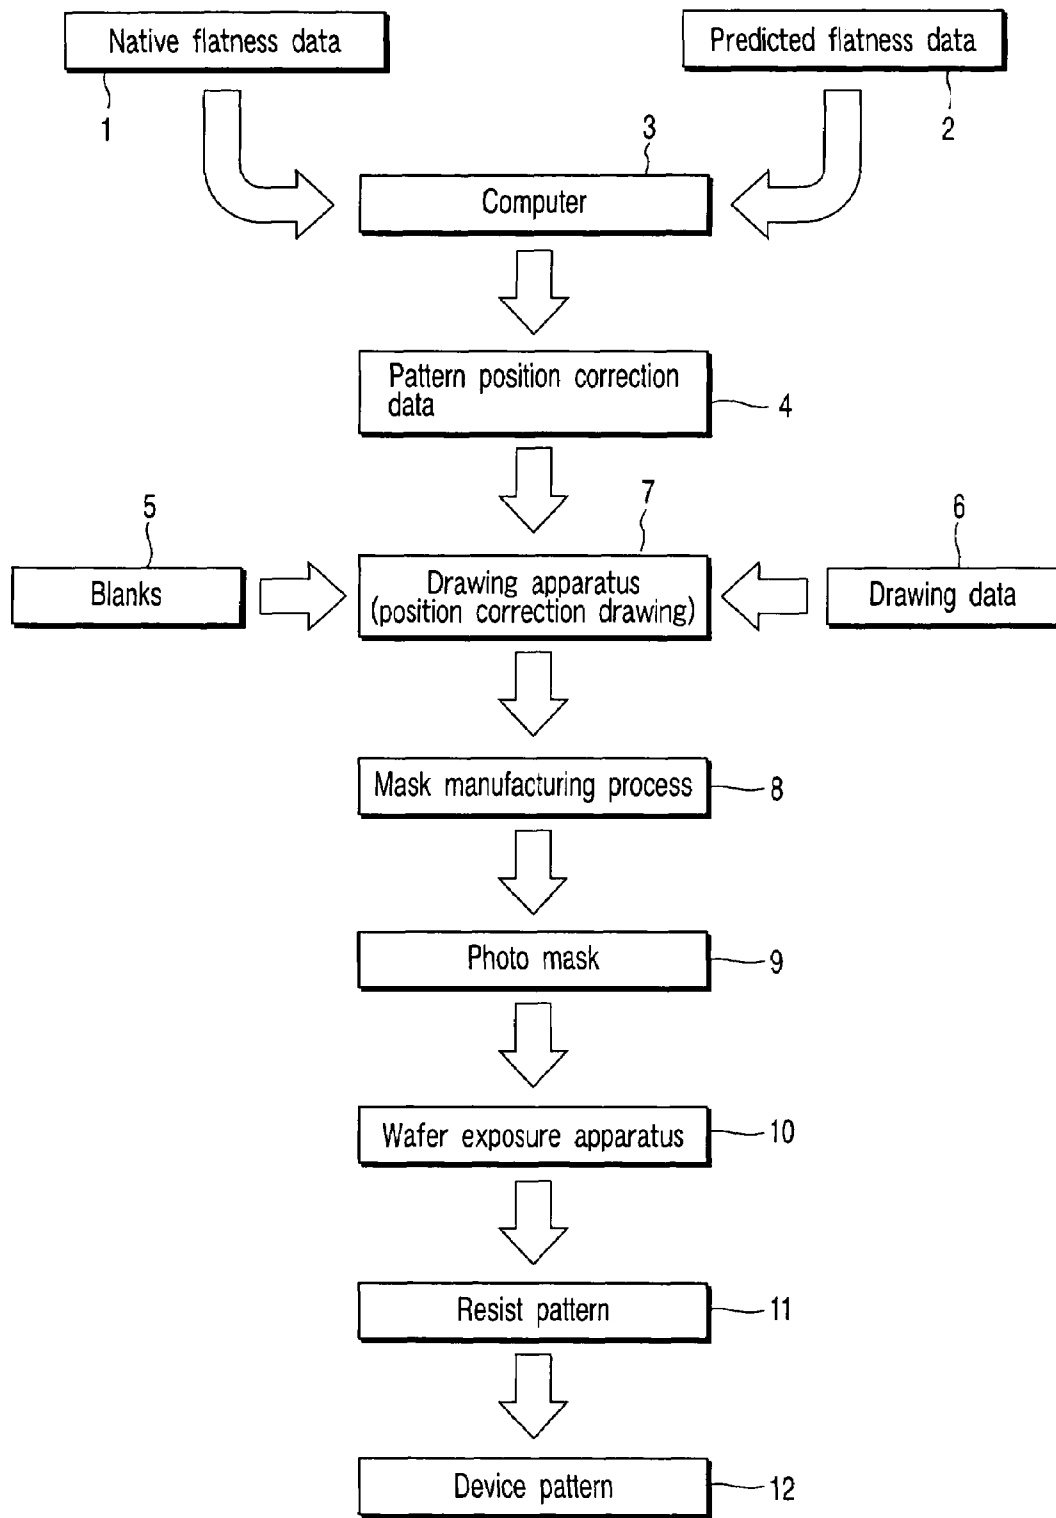 Native flatness data
Predicted flatness data
1
2
3
Computer
Pattern position correction
data
4
5
7
6
Blanks
Drawing apparatus
(position correction drawing)
Drawing data
Mask manufacturing process
8
Photo mask
9
Wafer exposure apparatus
10
Resist pattern
11
Device pattern
12